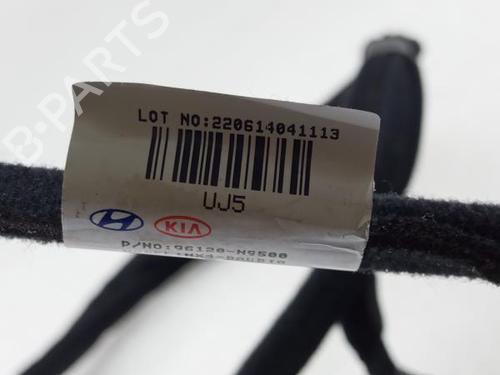 B-PARTS
LOT NO:220614041113
UJ5
KIA
P/NO:96120-N9500